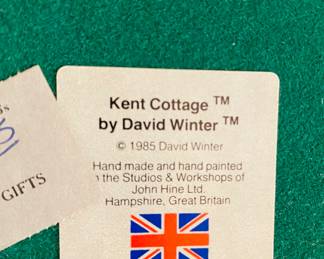 Kent Cottage ™
by David Winter ™
© 1985 David Winter
Hand made and hand painted
the Studios & Workshops of
John Hine Ltd.
Hampshire, Great Britain
GIFTS